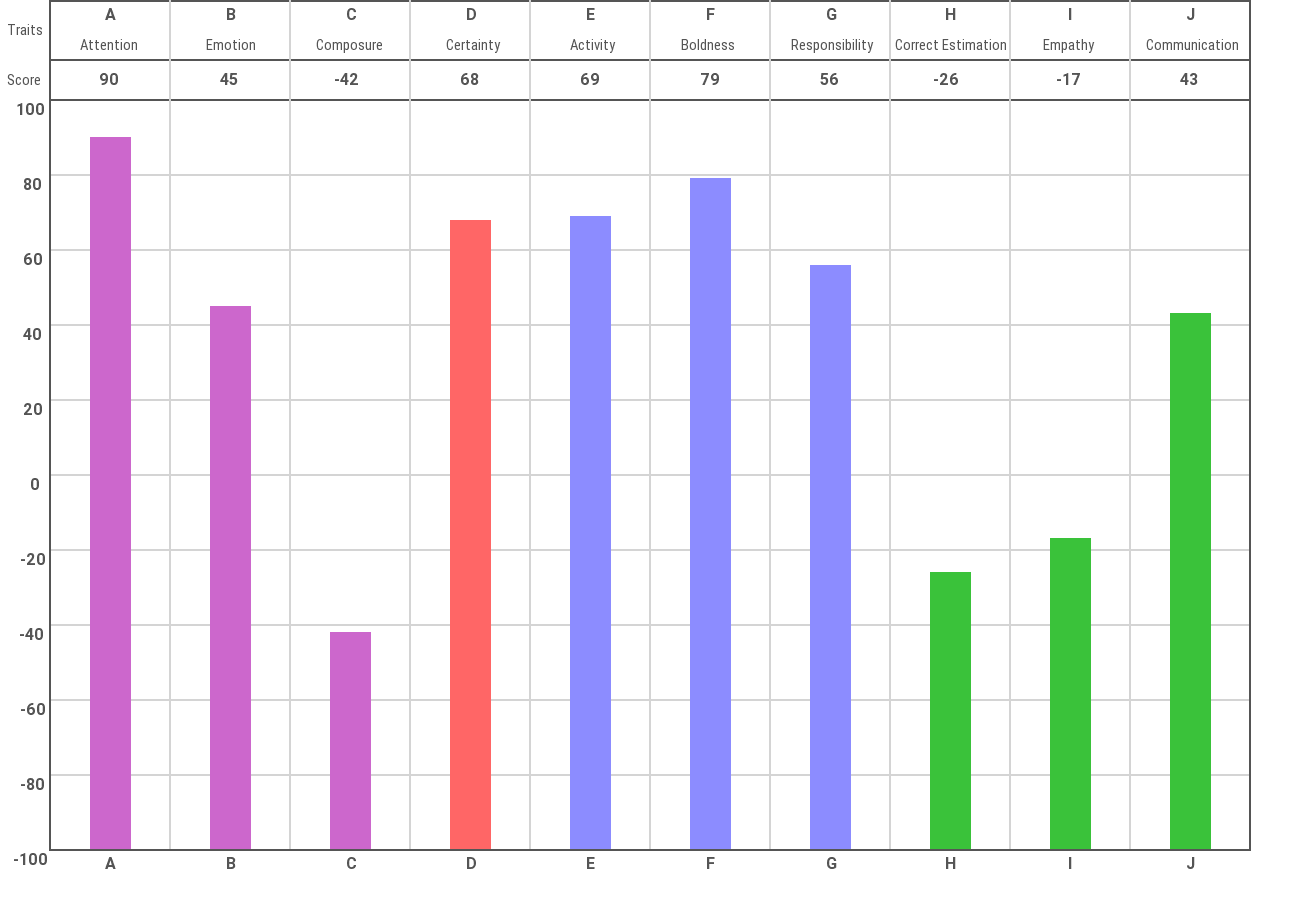 A B C D E F G H I J
Traits
Attention Emotion Composure Certainty Activity Boldness Responsibility Correct Estimation Empathy Communication
Score 90 45 -42 68 69 79 56 -26 -17 43
100
80
60
40
20
0
-20
-40
-60
-80
-100
A B C D E F G H I J